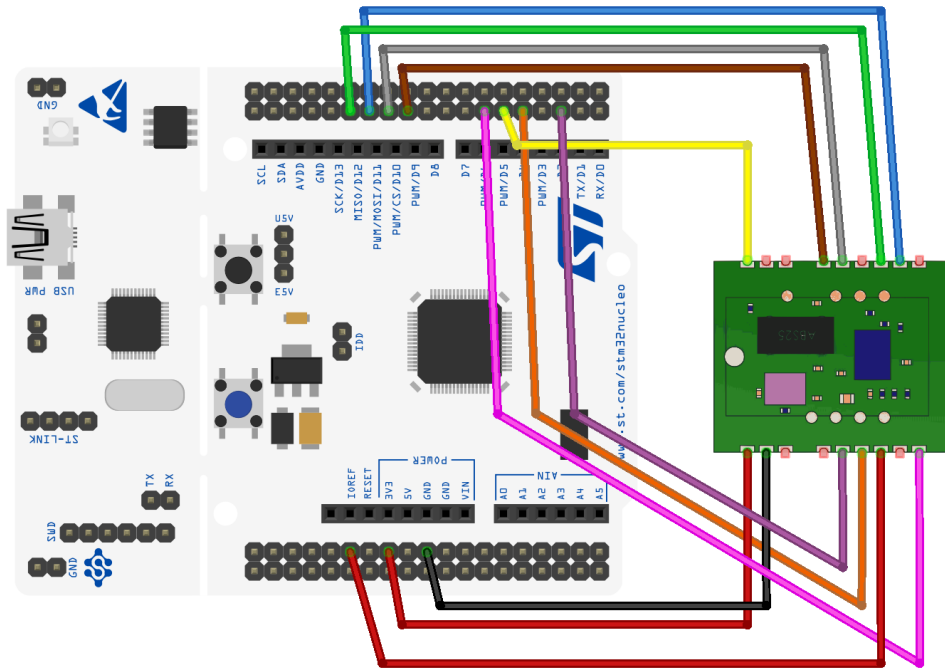 GND
SCL
SDA
AVDD
GND
SCK/D13
MISO/D12
PWM/MOSI/D11
PWM/CS/D10
PWM/D9
D8
D7
PWM/D5
PWM/D3
TX/D1
RX/D0
U5V
E5V
USB PWR
IDD
ST-LINK
www.st.com/stm32nucleo
POWER
IOREF
RESET
3V3
5V
GND
GND
VIN
AIN
A0
A1
A2
A3
A4
A5
TX
RX
SWD
GND